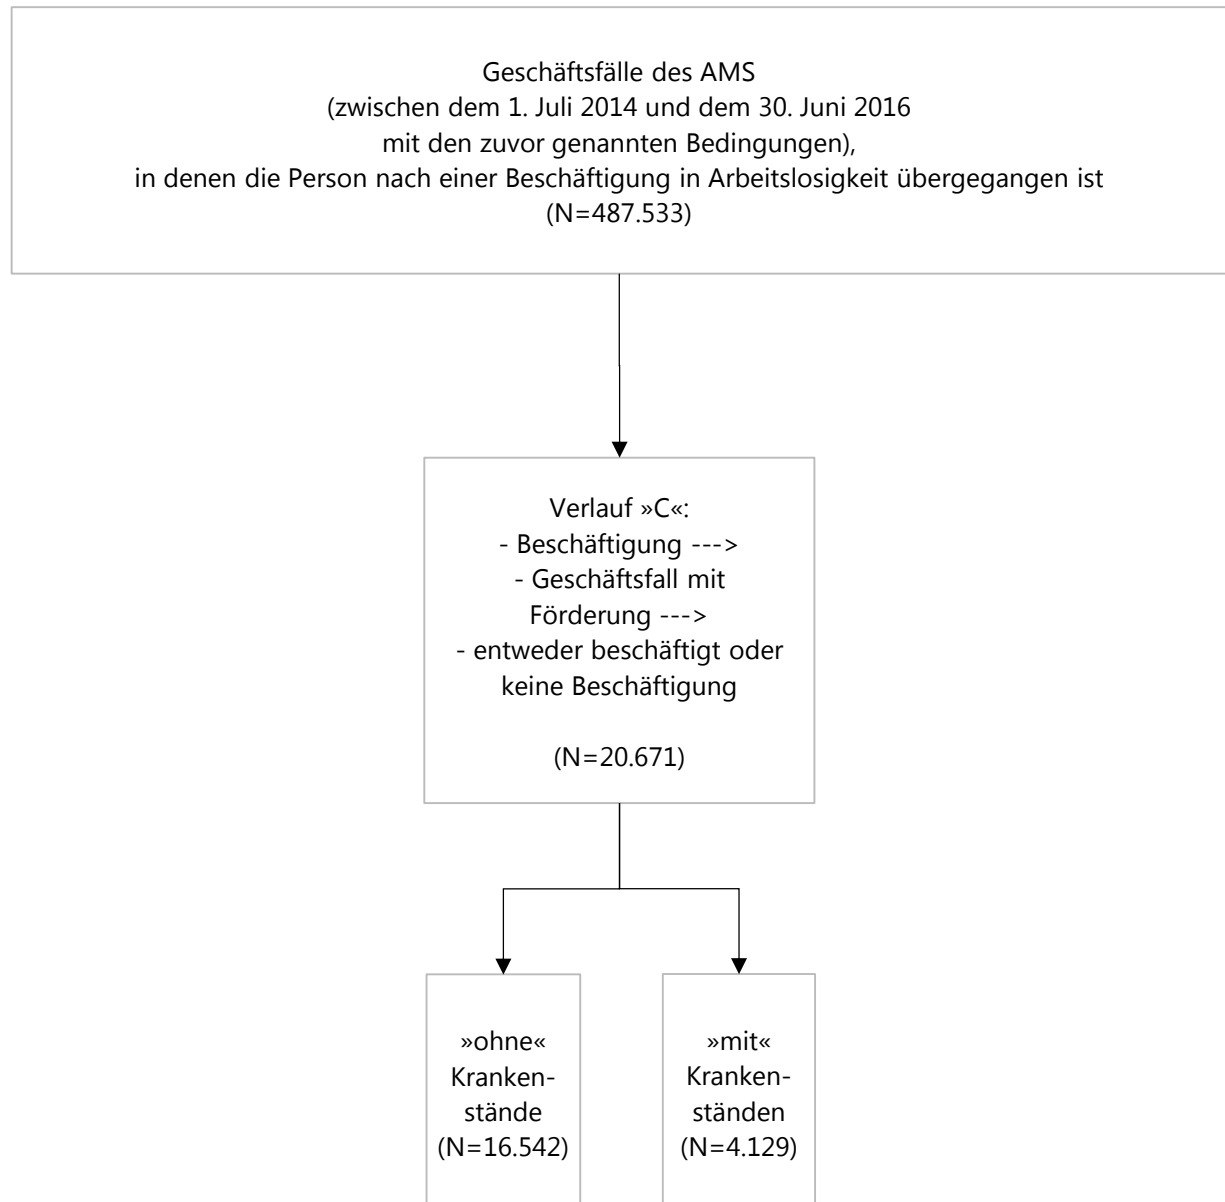 Geschäftsfälle des AMS
(zwischen dem 1. Juli 2014 und dem 30. Juni 2016
mit den zuvor genannten Bedingungen),
in denen die Person nach einer Beschäftigung in Arbeitslosigkeit übergegangen ist
(N=487.533)
Verlauf »C«:
- Beschäftigung --->
- Geschäftsfall mit
Förderung --->
- entweder beschäftigt oder
keine Beschäftigung
(N=20.671)
»ohne«
Kranken-
stände
(N=16.542)
»mit«
Kranken-
ständen
(N=4.129)